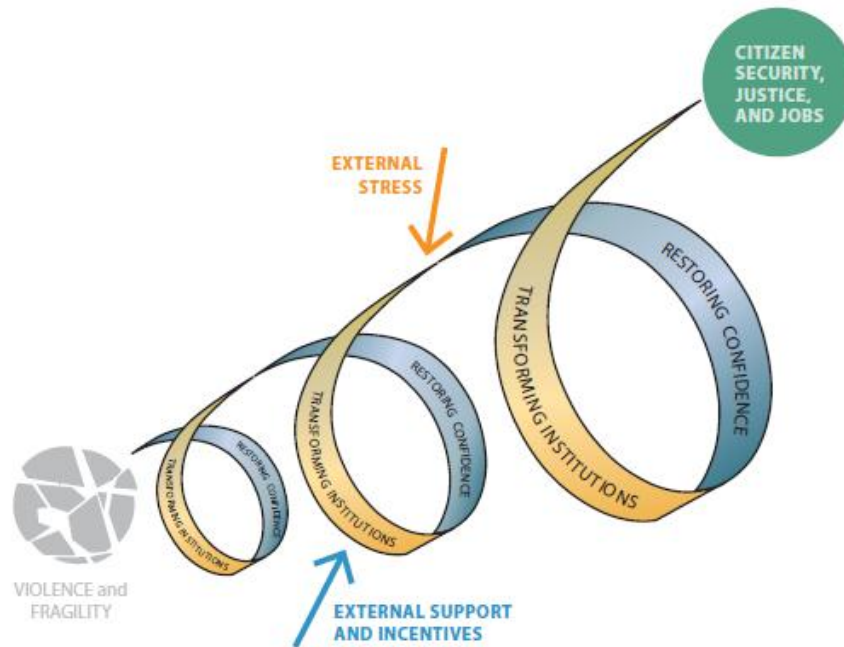 CITIZEN
SECURITY,
JUSTICE,
AND JOBS
EXTERNAL
STRESS
RESTORING CONFIDENCE
TRANSFORMING INSTITUTIONS
RESTORING CONFIDENCE
TRANSFORMING INSTITUTIONS
RESTORING CONFIDENCE
TRANSFORMING INSTITUTIONS
VIOLENCE and
FRAGILITY
EXTERNAL SUPPORT
AND INCENTIVES